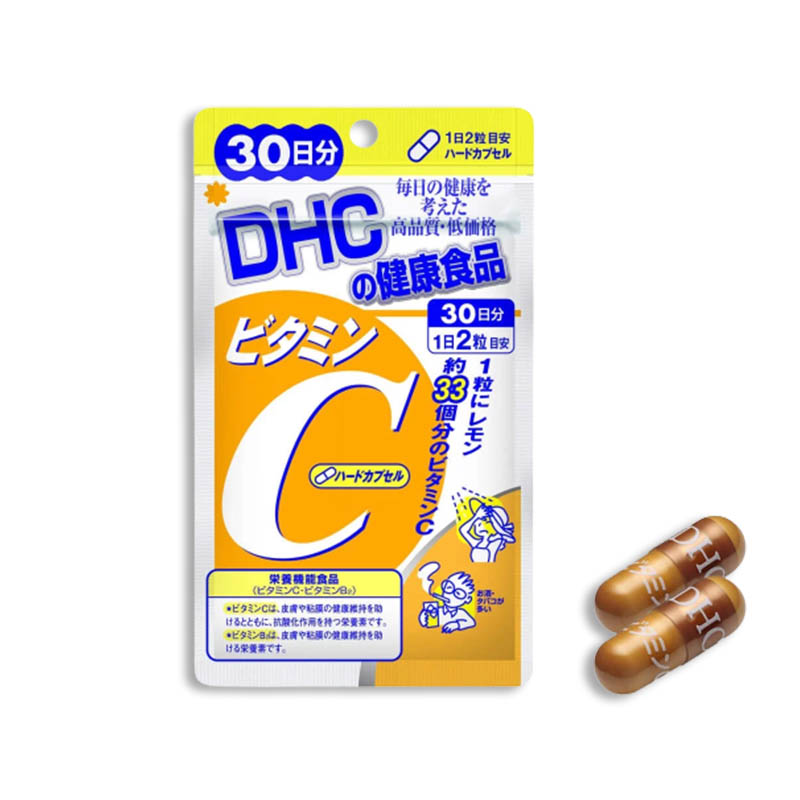 30日分
1日2粒目安
ハードカプセル
毎日の健康を
考えた
高品質・低価格
DHC
の健康食品
30日分
1日2粒目安
ビタミン
C
1粒にレモン
約33個分のビタミンC
ハードカプセル
お酒・
タバコが
多い
栄養機能食品
(ビタミンC・ビタミンB₂)
●ビタミンCは、皮膚や粘膜の健康維持を助
けるとともに、抗酸化作用を持つ栄養素です。
●ビタミンB₂は、皮膚や粘膜の健康維持を助
ける栄養素です。
DHC
DHC